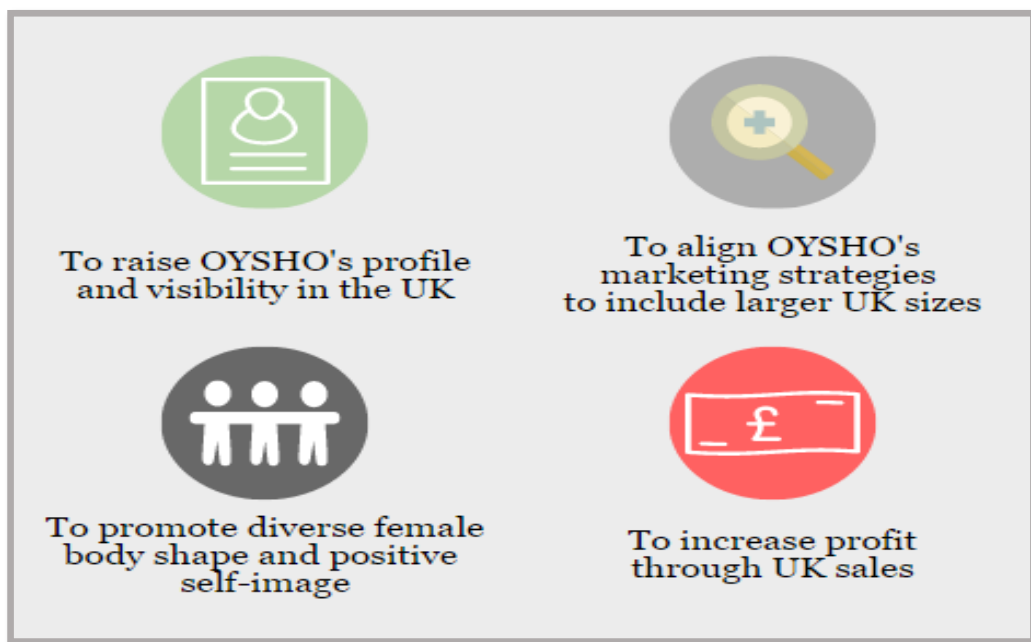 To raise OYSHO's profile
and visibility in the UK
To align OYSHO's
marketing strategies
to include larger UK sizes
To promote diverse female
body shape and positive
self-image
£
To increase profit
through UK sales